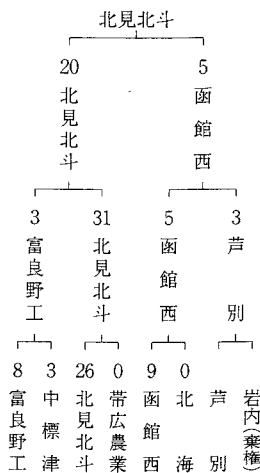 北見北斗
20 5
北見北斗 函館西
3 31 5 3
富良野工 北見北斗 函館西 芦別
8 3 26 0 9 0
富良野工 中標津 北見北斗 帯広農業 函館西 北海 芦別 岩内(棄権)